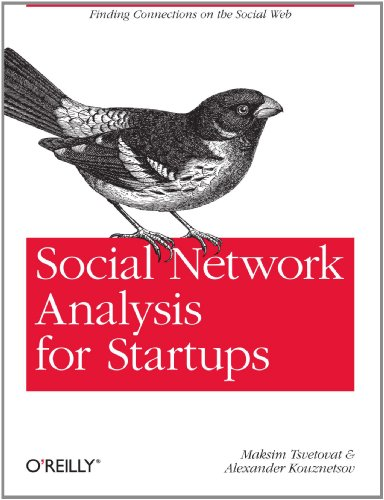 Finding Connections on the Social Web
Social Network
Analysis
for Startups
O'REILLY®
Maksim Tsvetovat &
Alexander Kouznetsov